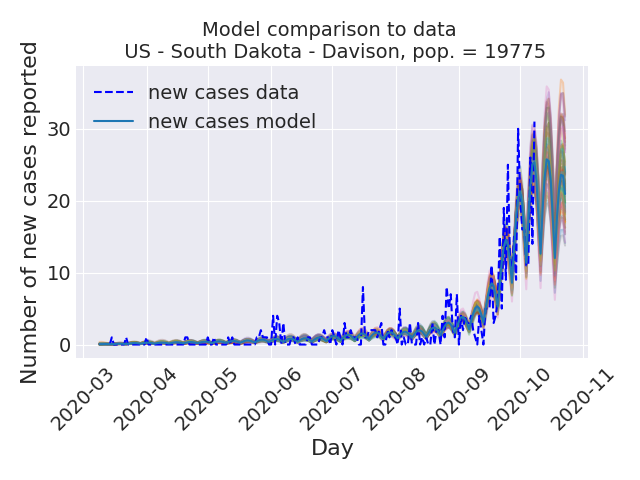 Model comparison to data
US - South Dakota - Davison, pop. = 19775
new cases data
new cases model
Number of new cases reported
30
20
10
0
2020-03
2020-04
2020-05
2020-06
2020-07
2020-08
2020-09
2020-10
2020-11
Day